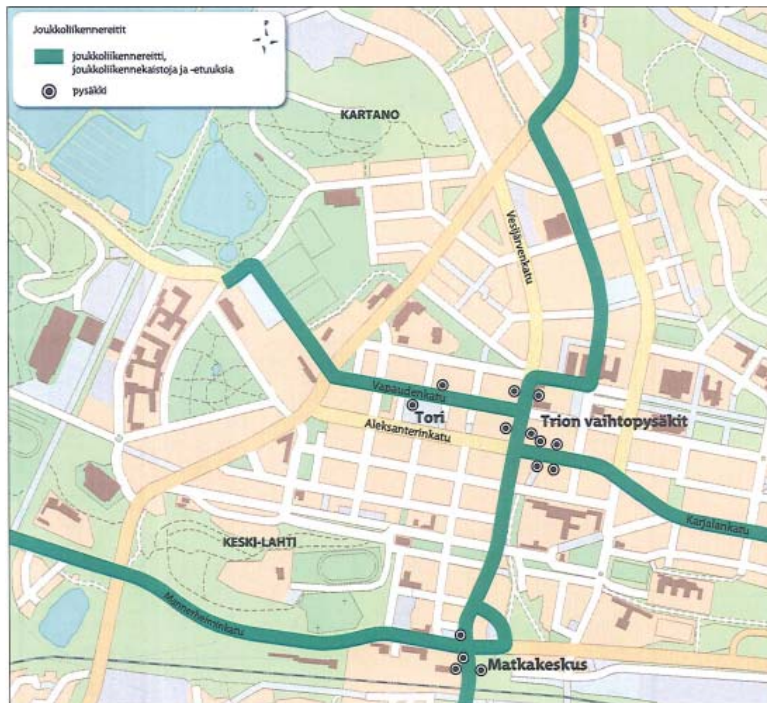 Joukkoliikennereitit
joukkoliikennereitti,
joukkoliikennekaistoja ja -etuuksia
pysäkki
KARTANO
Vesijärvenkatu
Vapaudenkatu
Tori
Trion vaihtopysäkit
Aleksanterinkatu
Karjalankatu
KESKI-LAHTI
Mannerheiminkatu
Matkakeskus